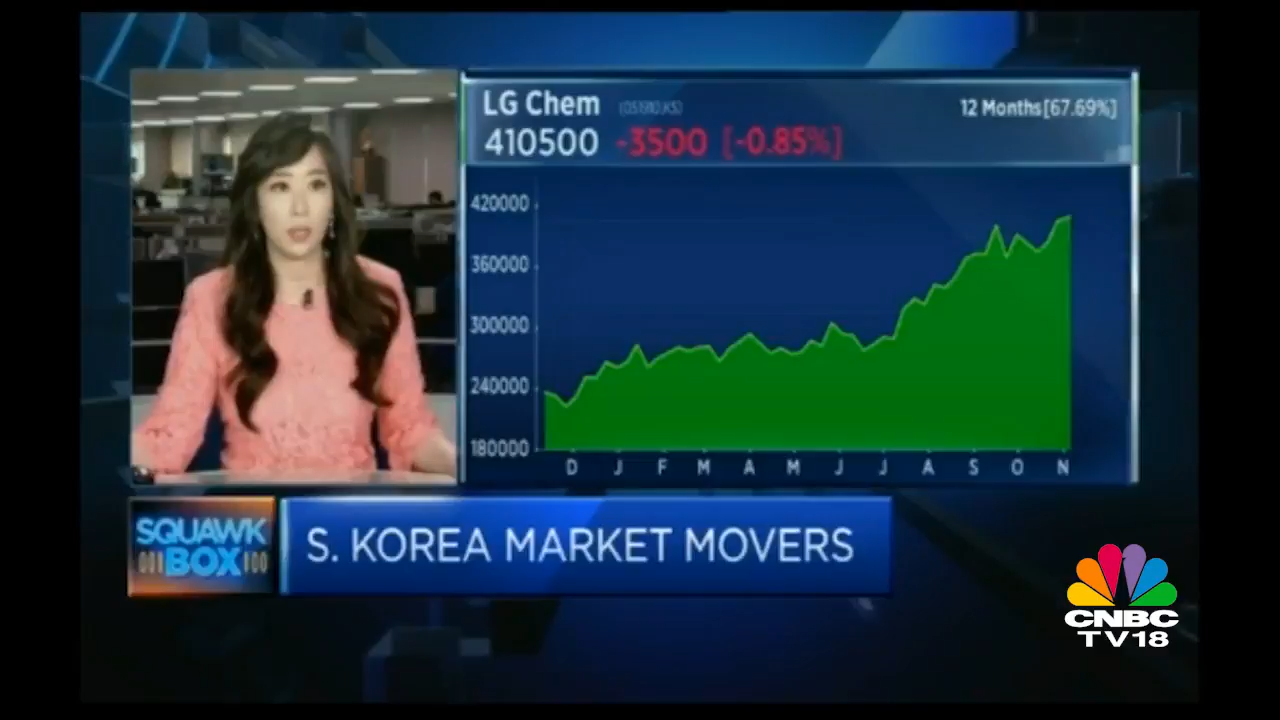 LG Chem (051910.KS) 12 Months[67.69%]
410500 -3500 [-0.85%]
420000
360000
300000
240000
180000
D J F M A M J J A S O N
SQUAWK
BOX
S. KOREA MARKET MOVERS
CNBC
TV18